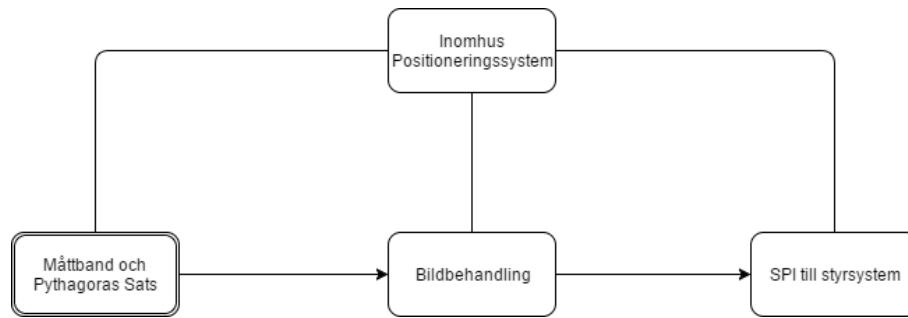 Inomhus
Positioneringssystem
Måttband och
Pythagoras Sats
Bildbehandling
SPI till styrsystem